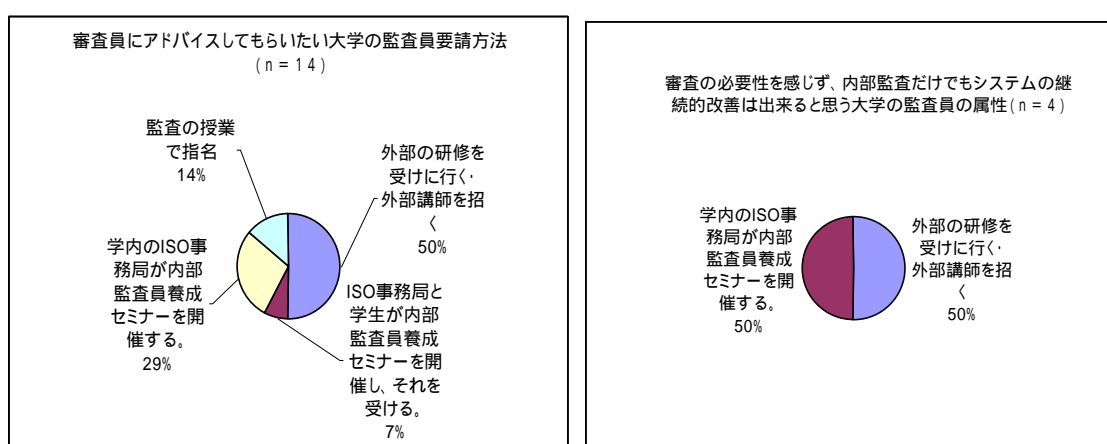 審査員にアドバイスしてもらいたい大学の監査員要請方法
(n=14)
監査の授業
で指名
14%
外部の研修を
受けに行く・
外部講師を招
く
50%
学内のISO事
務局が内部
監査員養成
セミナーを開
催する。
29%
ISO事務局と
学生が内部
監査員養成
セミナーを開
催し、それを
受ける。
7%
審査の必要性を感じず、内部監査だけでもシステムの継
続的改善は出来ると思う大学の監査員の属性(n=4)
学内のISO事
務局が内部
監査員養成
セミナーを開
催する。
50%
外部の研修を
受けに行く・
外部講師を招
く
50%